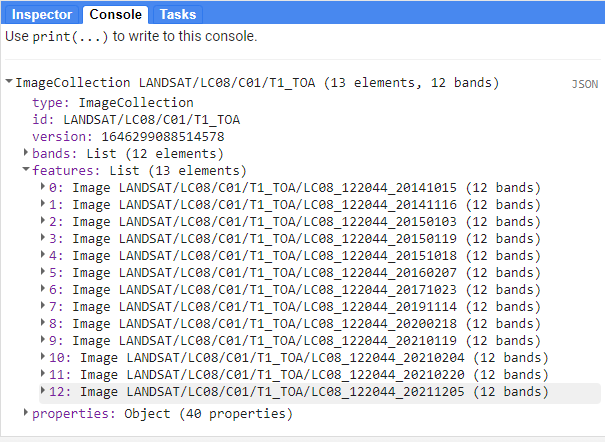 Inspector Console Tasks
Use print(...) to write to this console.
ImageCollection LANDSAT/LC08/C01/T1_TOA (13 elements, 12 bands) JSON
type: ImageCollection
id: LANDSAT/LC08/C01/T1_TOA
version: 1646299088514578
bands: List (12 elements)
features: List (13 elements)
0: Image LANDSAT/LC08/C01/T1_TOA/LC08_122044_20141015 (12 bands)
1: Image LANDSAT/LC08/C01/T1_TOA/LC08_122044_20141116 (12 bands)
2: Image LANDSAT/LC08/C01/T1_TOA/LC08_122044_20150103 (12 bands)
3: Image LANDSAT/LC08/C01/T1_TOA/LC08_122044_20150119 (12 bands)
4: Image LANDSAT/LC08/C01/T1_TOA/LC08_122044_20151018 (12 bands)
5: Image LANDSAT/LC08/C01/T1_TOA/LC08_122044_20160207 (12 bands)
6: Image LANDSAT/LC08/C01/T1_TOA/LC08_122044_20171023 (12 bands)
7: Image LANDSAT/LC08/C01/T1_TOA/LC08_122044_20191114 (12 bands)
8: Image LANDSAT/LC08/C01/T1_TOA/LC08_122044_20200218 (12 bands)
9: Image LANDSAT/LC08/C01/T1_TOA/LC08_122044_20210119 (12 bands)
10: Image LANDSAT/LC08/C01/T1_TOA/LC08_122044_20210204 (12 bands)
11: Image LANDSAT/LC08/C01/T1_TOA/LC08_122044_20210220 (12 bands)
12: Image LANDSAT/LC08/C01/T1_TOA/LC08_122044_20211205 (12 bands)
properties: Object (40 properties)